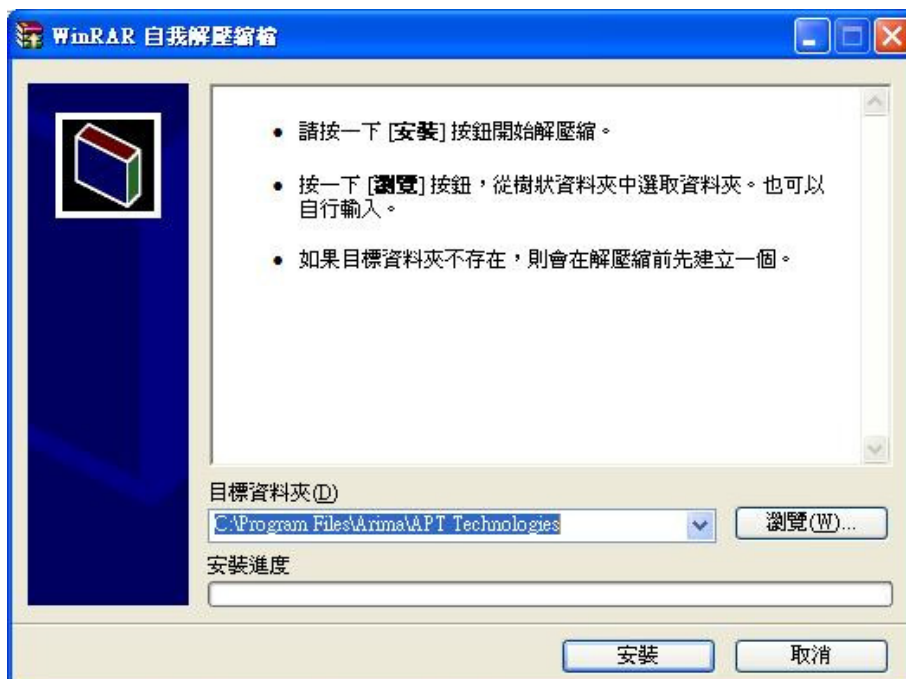 WinRAR 自我解壓縮檔
請按一下 [安裝] 按鈕開始解壓縮。
按一下 [瀏覽] 按鈕，從樹狀資料夾中選取資料夾。也可以
自行輸入。
如果目標資料夾不存在，則會在解壓縮前先建立一個。
目標資料夾(D)
C:\Program Files\Arima\APT Technologies
瀏覽(W)...
安裝進度
安裝
取消